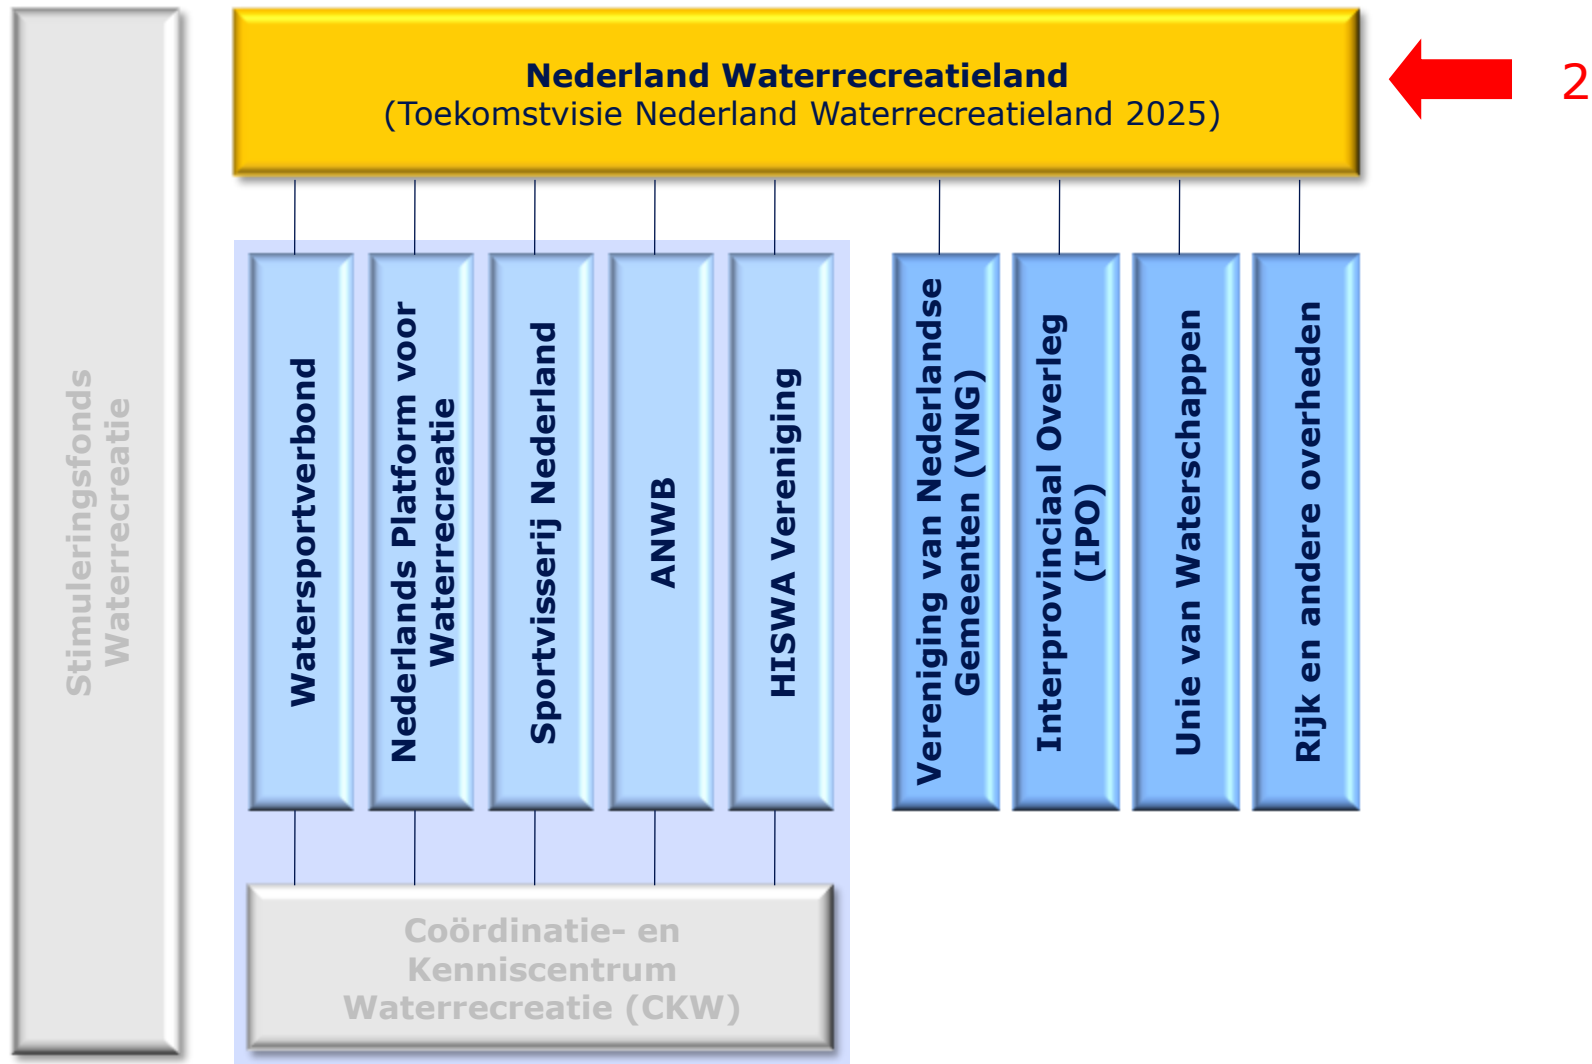 Nederland Waterrecreatieland
(Toekomstvisie Nederland Waterrecreatieland 2025)
2
Stimuleringsfonds
Waterrecreatie
Watersportverbond
Nederlands Platform voor
Waterrecreatie
Sportvisserij Nederland
ANWB
HISWA Vereniging
Vereniging van Nederlandse
Gemeenten (VNG)
Interprovinciaal Overleg
(IPO)
Unie van Waterschappen
Rijk en andere overheden
Coördinatie- en
Kenniscentrum
Waterrecreatie (CKW)